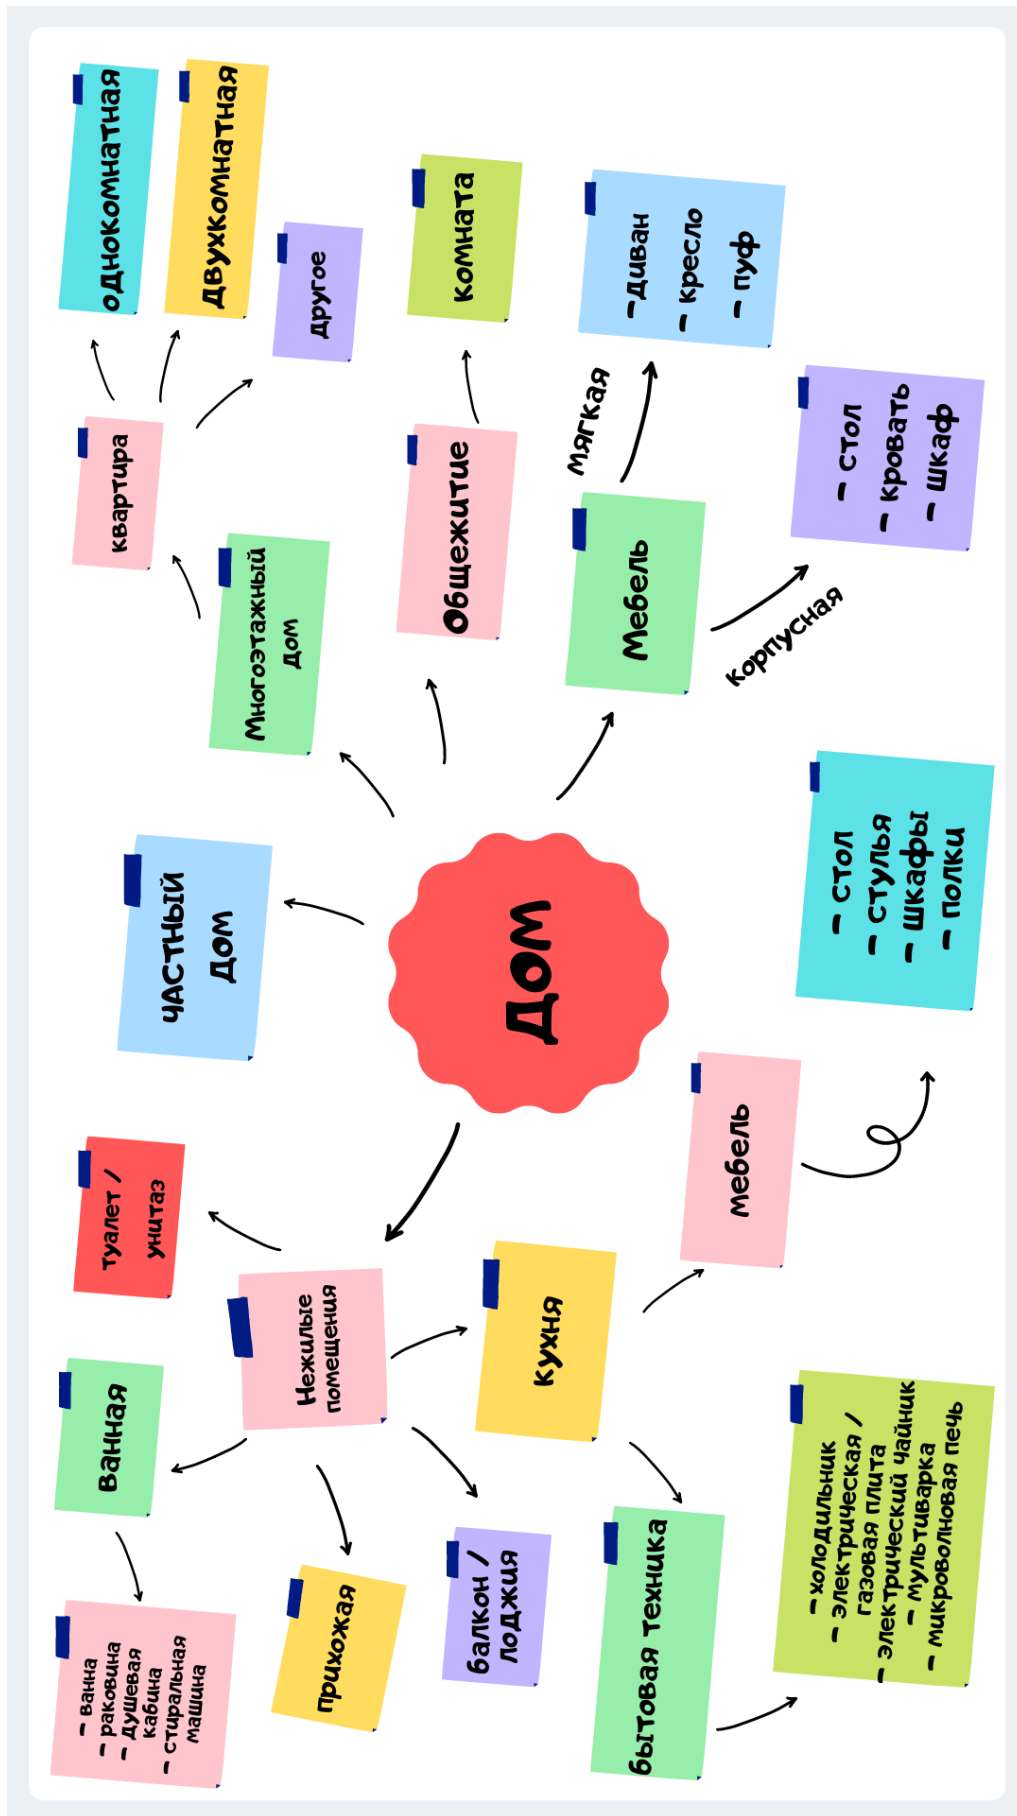 - ванна
- раковина
- душевая
кабина
- стиральная
машина
Ванная
туалет /
унитаз
ЧАСТНЫЙ
ДОМ
Многоэтажный
дом
квартира
однокомнатная
Двухкомнатная
другое
прихожая
Нежилые
помещения
балкон /
лоджия
Кухня
ДОМ
Общежитие
комната
бытовая техника
мебель
Мебель
мягкая
-диван
- кресло
- пуф
корпусная
- стол
- кровать
- шкаф
-холодильник
- электрическая /
газовая плита
- электрический чайник
- мультиварка
- микроволновая печь
- стол
- стулья
- шкафы
- полки